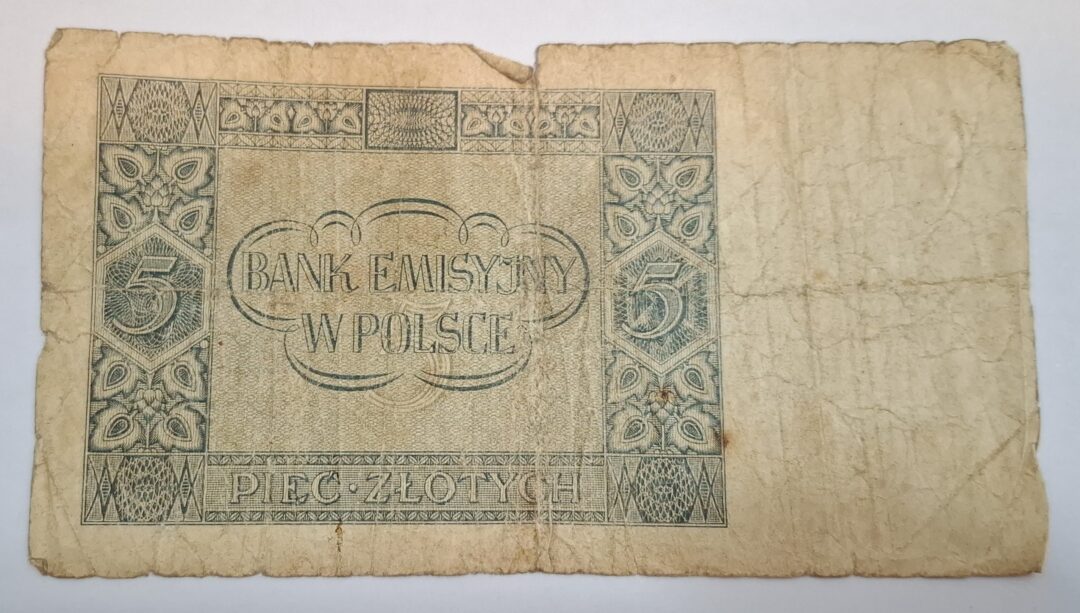 BANK EMISYJNY
W POLSCE
5
5
PIĘĆ · ZŁOTYCH